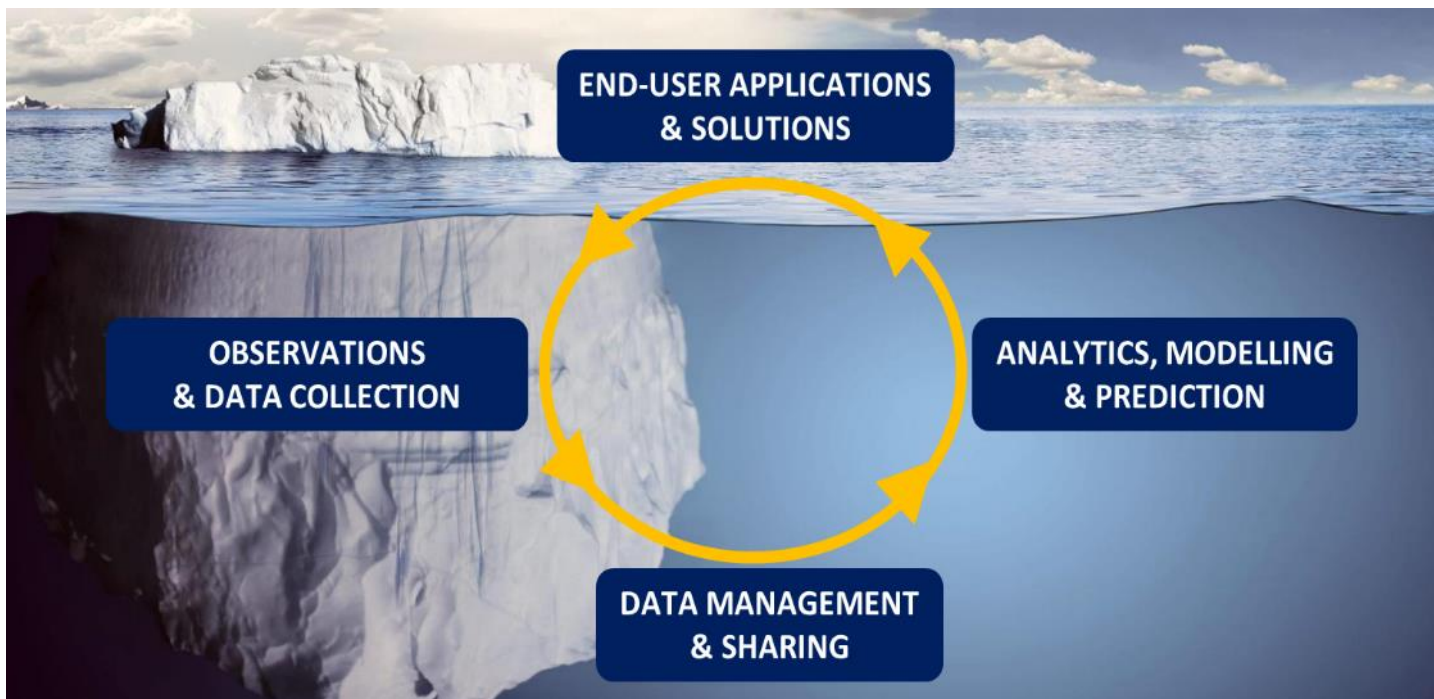 END-USER APPLICATIONS
& SOLUTIONS
OBSERVATIONS
& DATA COLLECTION
ANALYTICS, MODELLING
& PREDICTION
DATA MANAGEMENT
& SHARING